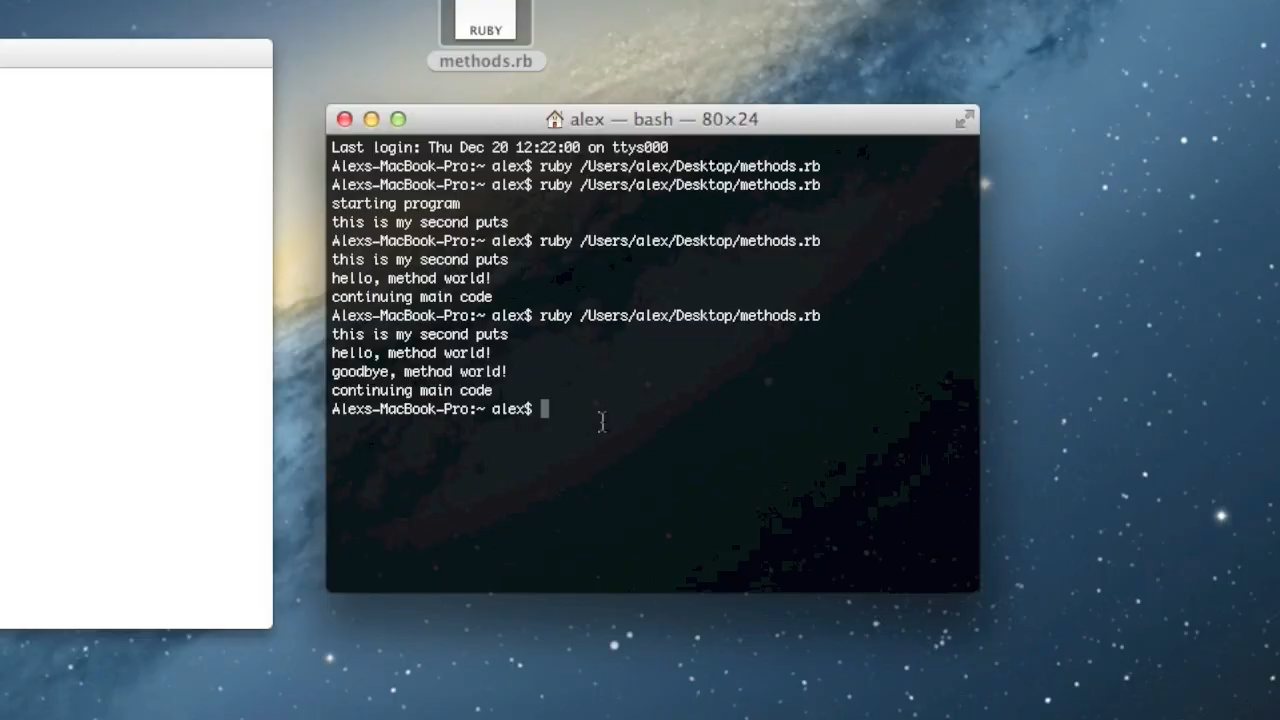 RUBY
methods.rb
alex — bash — 80×24
Last login: Thu Dec 20 12:22:00 on ttys000
Alexs-MacBook-Pro:~ alex$ ruby /Users/alex/Desktop/methods.rb
Alexs-MacBook-Pro:~ alex$ ruby /Users/alex/Desktop/methods.rb
starting program
this is my second puts
Alexs-MacBook-Pro:~ alex$ ruby /Users/alex/Desktop/methods.rb
this is my second puts
hello, method world!
continuing main code
Alexs-MacBook-Pro:~ alex$ ruby /Users/alex/Desktop/methods.rb
this is my second puts
hello, method world!
goodbye, method world!
continuing main code
Alexs-MacBook-Pro:~ alex$